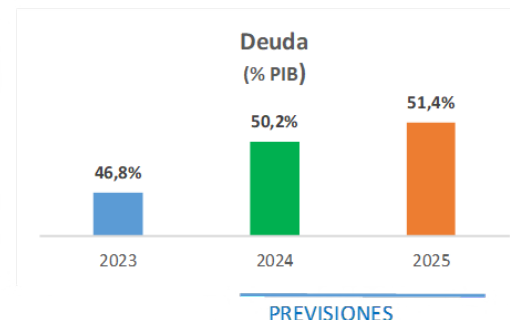 Deuda
(% PIB)
51,4%
50,2%
46,8%
2023 2024 2025
PREVISIONES